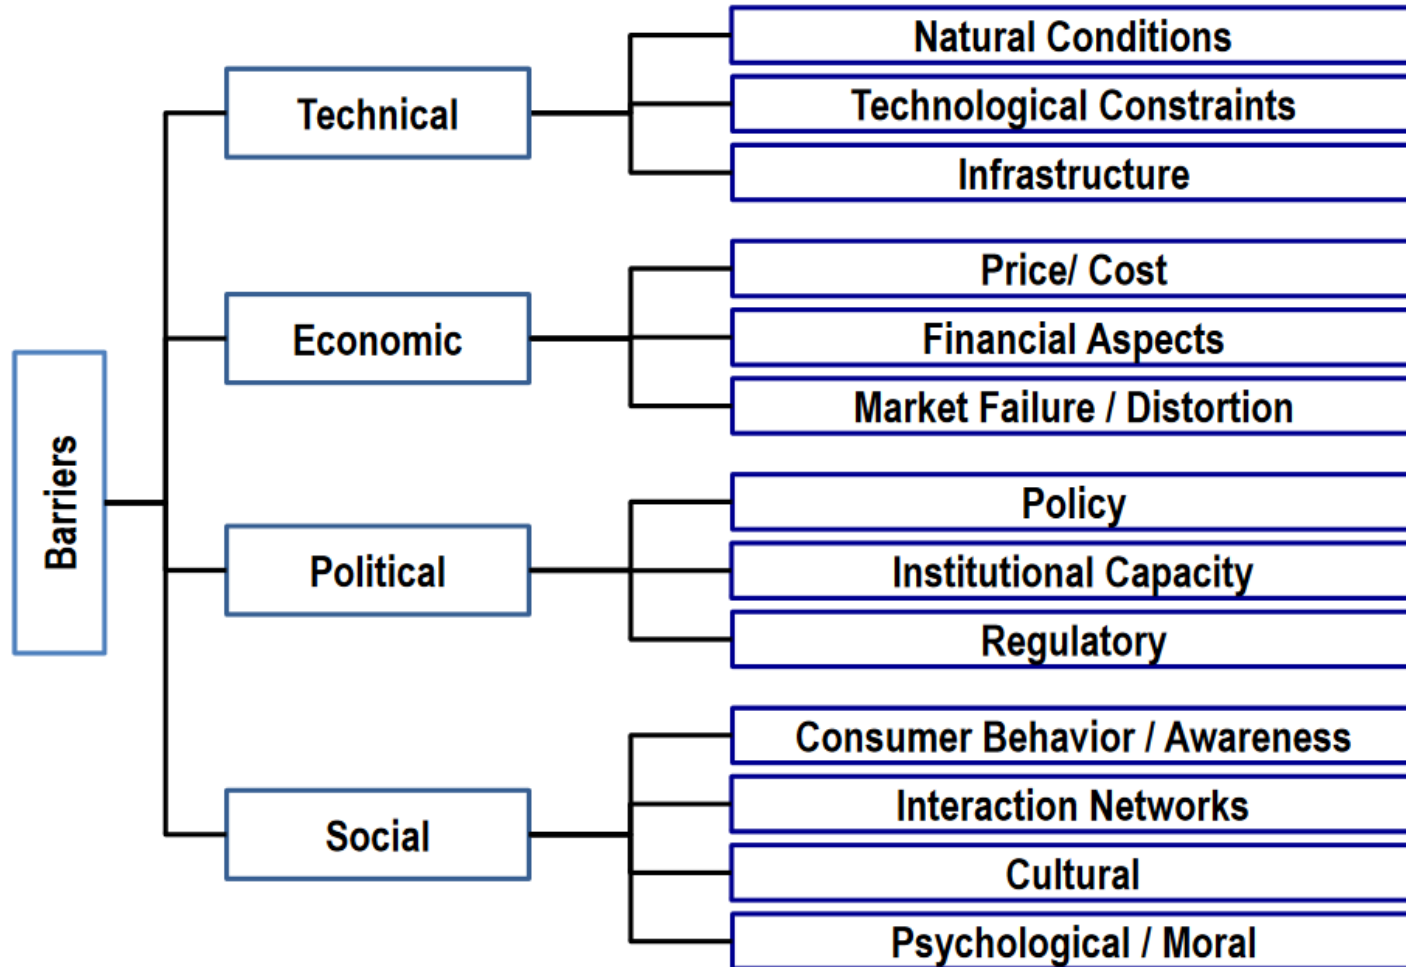 Barriers
Technical
Natural Conditions
Technological Constraints
Infrastructure
Economic
Price/ Cost
Financial Aspects
Market Failure / Distortion
Political
Policy
Institutional Capacity
Regulatory
Social
Consumer Behavior / Awareness
Interaction Networks
Cultural
Psychological / Moral